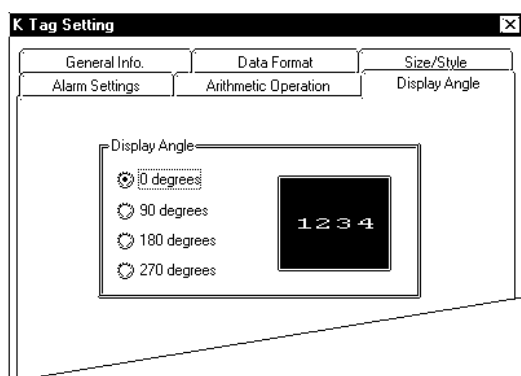 K Tag Setting
General Info. Data Format Size/Style
Alarm Settings Arithmetic Operation Display Angle
Display Angle
0 degrees
90 degrees
180 degrees
270 degrees
1234